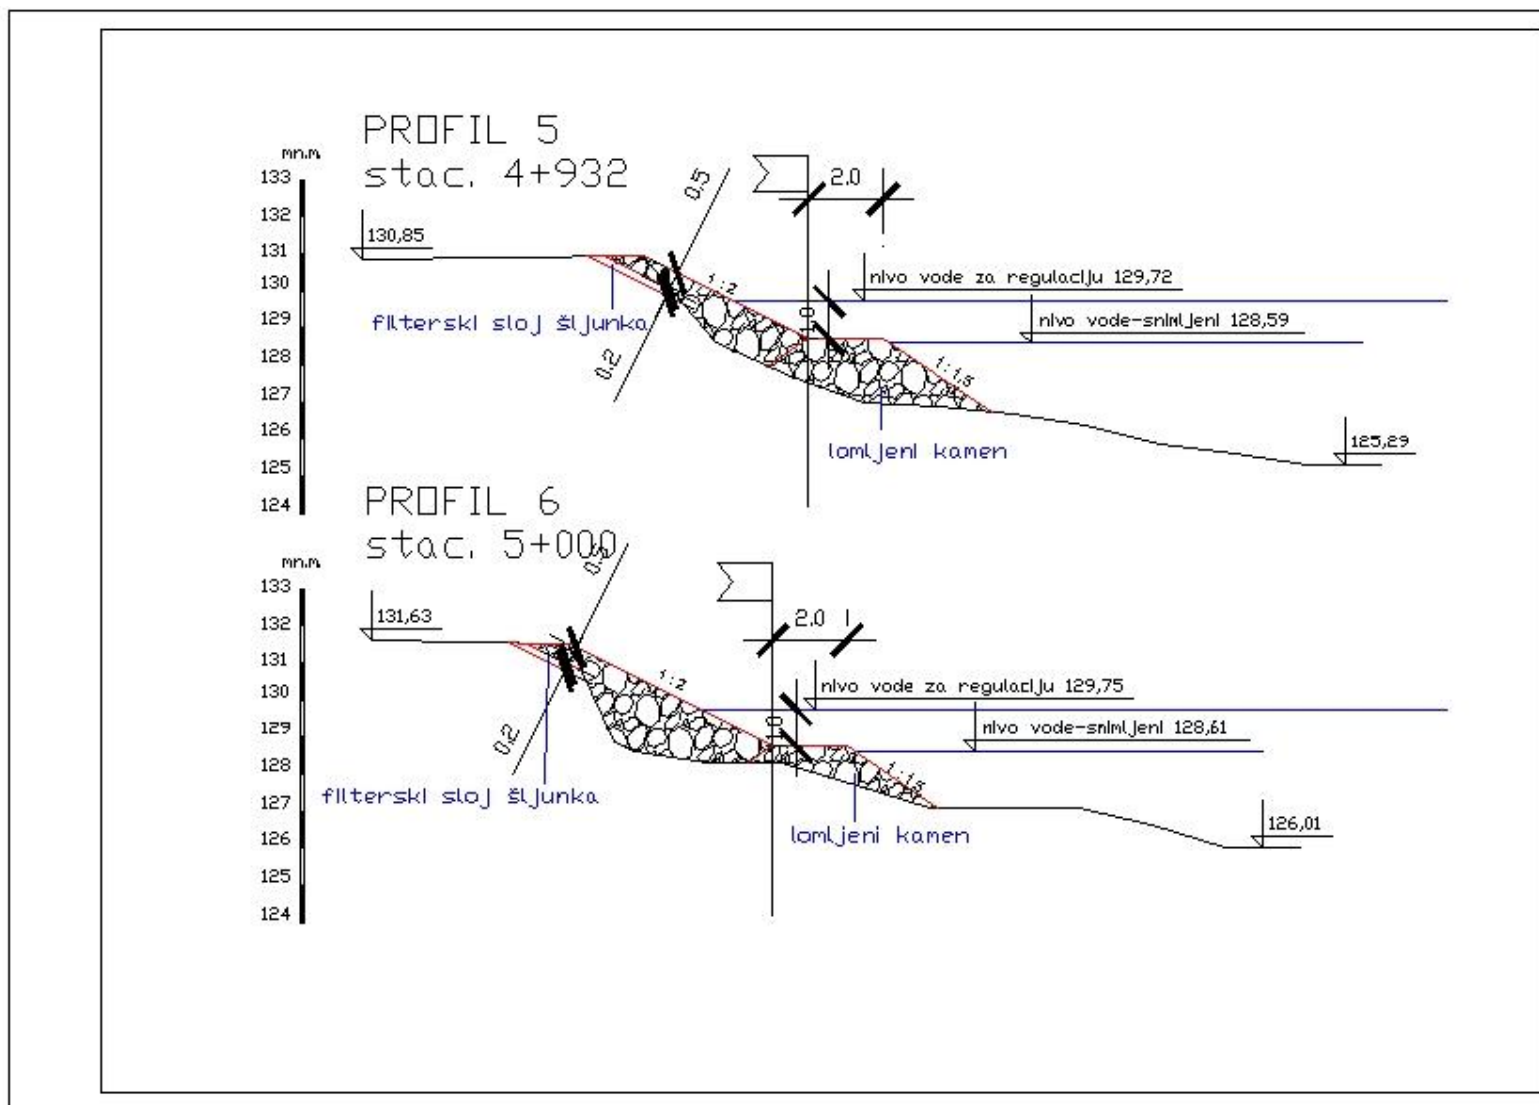 PROFIL 5
stac. 4+932
mn.m.
133
132
131
130
129
128
127
126
125
124
130,85
0.5
0.2
2.0
1:2
1.0
1:1,5
nivo vode za regulaciju 129,72
nivo vode-snimljeni 128,59
filterski sloj šljunka
lomljeni kamen
125,29
PROFIL 6
stac. 5+000
mn.m.
133
132
131
130
129
128
127
126
125
124
131,63
0.5
0.2
2.0
1:2
1.0
1:1,5
nivo vode za regulaciju 129,75
nivo vode-snimljeni 128,61
filterski sloj šljunka
lomljeni kamen
126,01